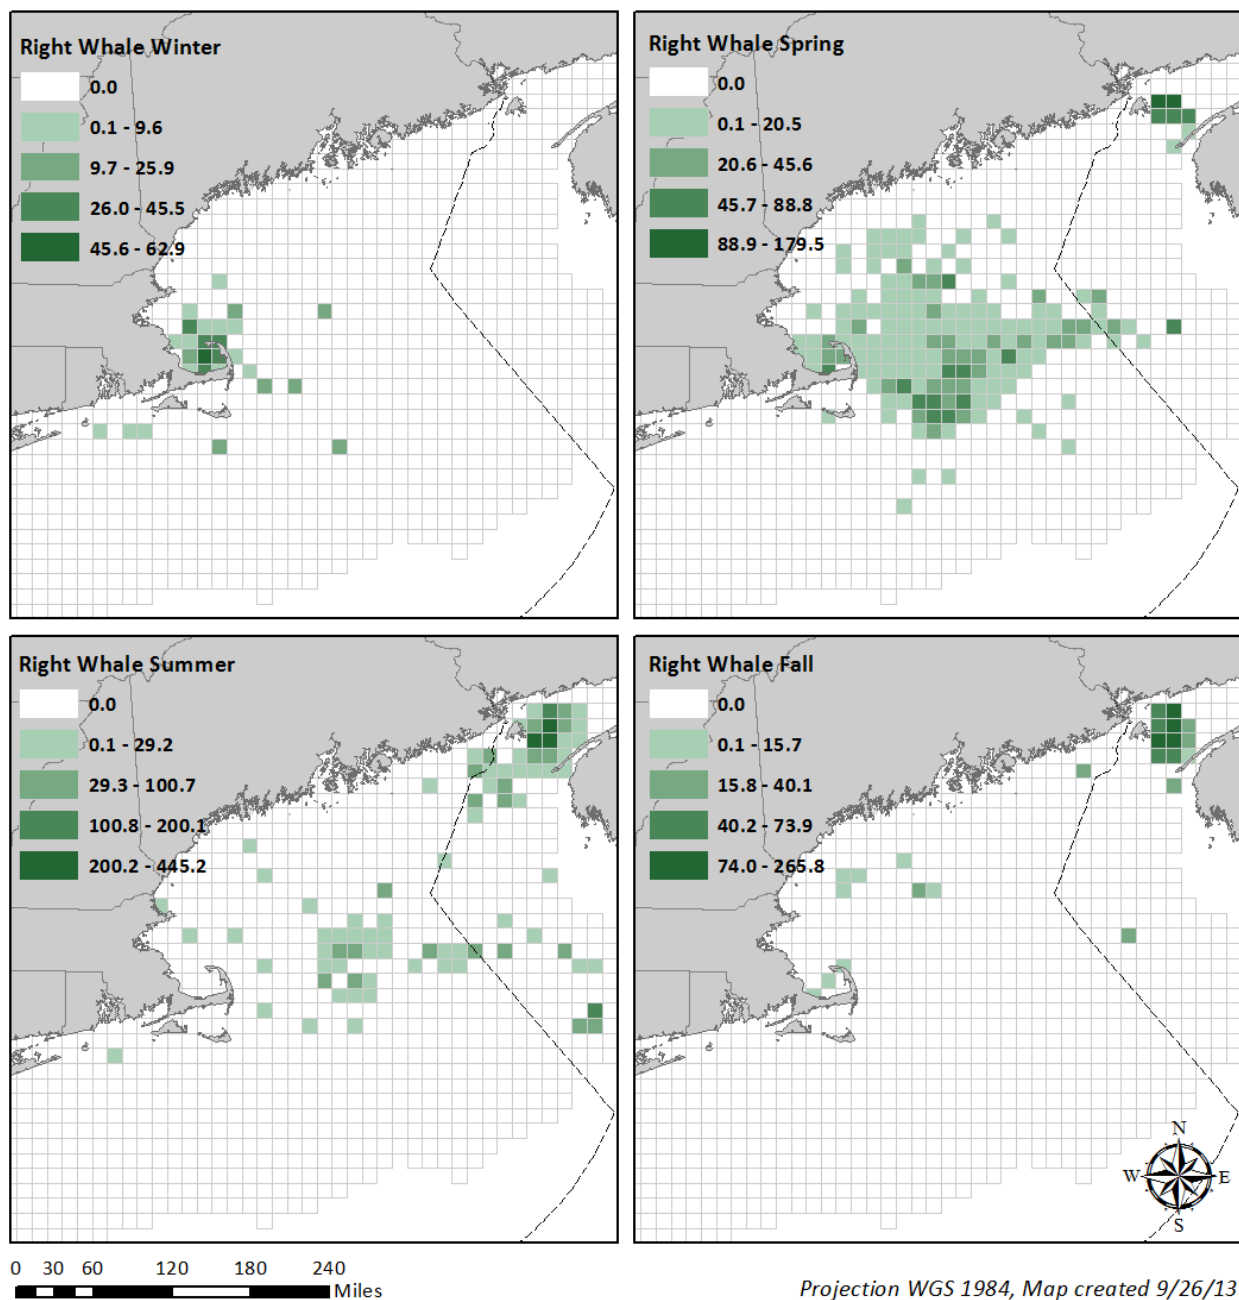 Right Whale Winter
0.0
0.1 - 9.6
9.7 - 25.9
26.0 - 45.5
45.6 - 62.9
Right Whale Spring
0.0
0.1 - 20.5
20.6 - 45.6
45.7 - 88.8
88.9 - 179.5
Right Whale Summer
0.0
0.1 - 29.2
29.3 - 100.7
100.8 - 200.1
200.2 - 445.2
Right Whale Fall
0.0
0.1 - 15.7
15.8 - 40.1
40.2 - 73.9
74.0 - 265.8
N
W E
S
0 30 60 120 180 240
Miles
Projection WGS 1984, Map created 9/26/13